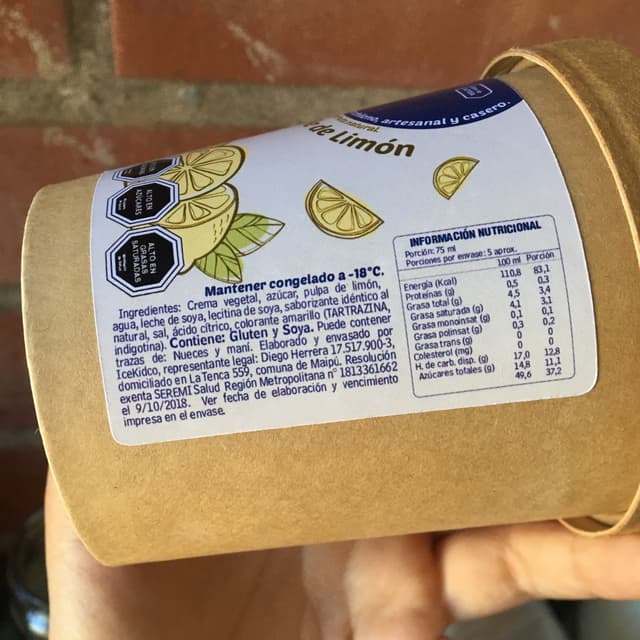 artesanal y casero.
de Limón
ALTO EN
AZÚCARES
ALTO EN
GRASAS
SATURADAS
Mantener congelado a -18°C.
Ingredientes: Crema vegetal, azúcar, pulpa de limón,
agua, leche de soya, lecitina de soya, saborizante idéntico al
natural, sal, ácido cítrico, colorante amarillo (TARTRAZINA,
indigotina). Contiene: Gluten y Soya. Puede contener
trazas de: Nueces y maní. Elaborado y envasado por
IceKidco, representante legal: Diego Herrera 17.517.900-3,
domiciliado en La Tenca 559, comuna de Maipú. Resolución
exenta SEREMI Salud Región Metropolitana n° 1813361662
el 9/10/2018. Ver fecha de elaboración y vencimiento
impresa en el envase.
INFORMACIÓN NUTRICIONAL
Porción: 75 ml
Porciones por envase: 5 aprox.
100 ml Porción
Energía (Kcal) 110,8 83,1
Proteínas (g) 0,5 0,3
Grasa total (g) 4,5 3,4
Grasa saturada (g) 4,1 3,1
Grasa monoinsat (g) 0,1 0,1
Grasa polinsat (g) 0,3 0,2
Grasa trans (g) 0 0
Colesterol (mg) 0 0
H. de carb. disp. (g) 17,0 12,8
Azúcares totales (g) 14,8 11,1
49,6 37,2